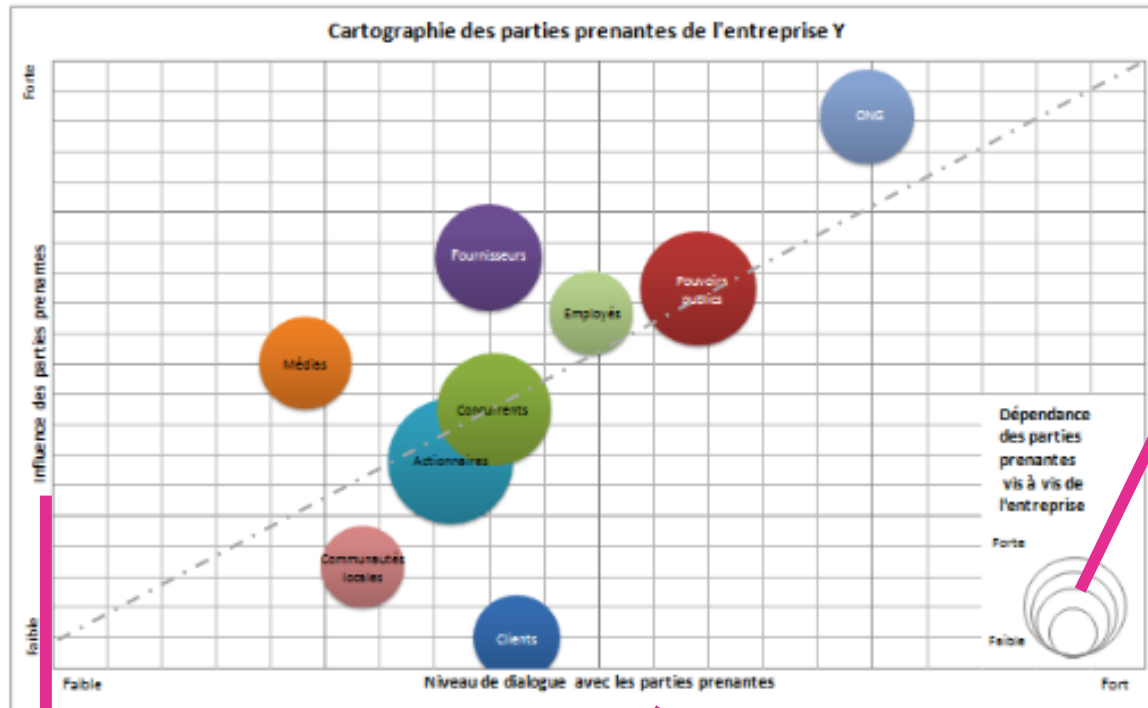 Cartographie des parties prenantes de l'entreprise Y
Forte
ONG
Fournisseurs
Pouvoirs
publics
Employés
Influence des parties prenantes
Médias
Concurrents
Actionnaires
Dépendance
des parties
prenantes
vis à vis de
l'entreprise
Forte
Communautés
locales
Clients
Faible
Faible
Faible
Niveau de dialogue avec les parties prenantes
Fort